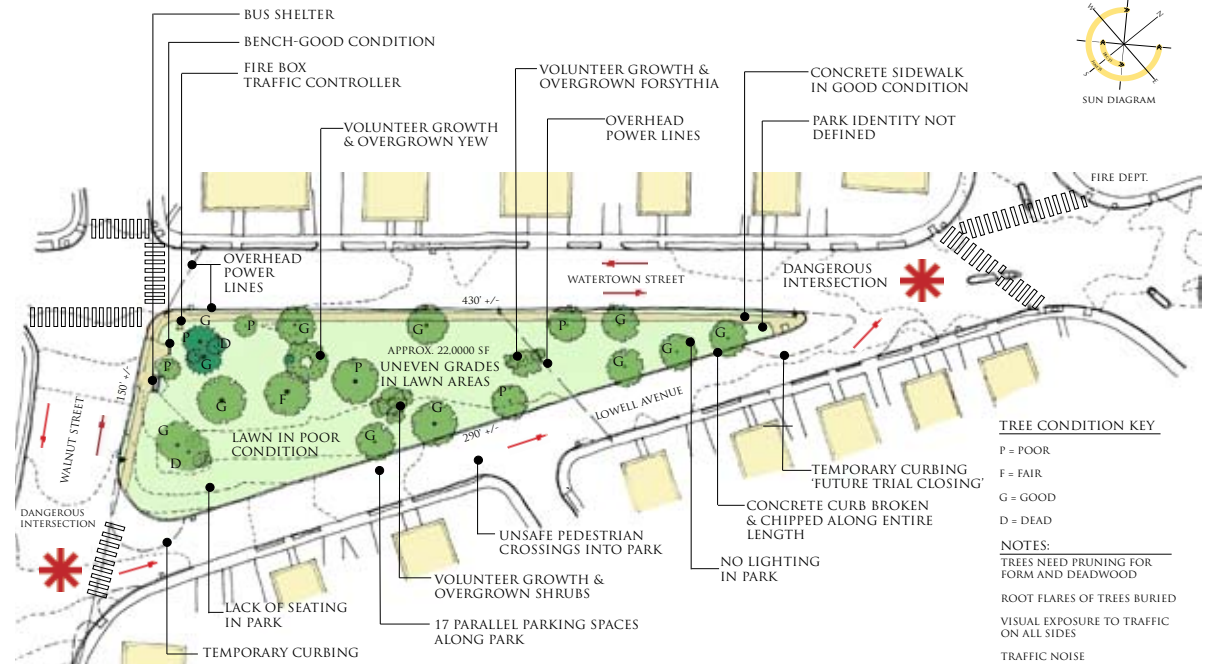 BUS SHELTER
BENCH-GOOD CONDITION
FIRE BOX
TRAFFIC CONTROLLER
VOLUNTEER GROWTH
& OVERGROWN YEW
VOLUNTEER GROWTH &
OVERGROWN FORSYTHIA
OVERHEAD
POWER LINES
CONCRETE SIDEWALK
IN GOOD CONDITION
PARK IDENTITY NOT
DEFINED
W
N
S
E
SUN DIAGRAM
FIRE DEPT.
OVERHEAD
POWER
LINES
WATERTOWN STREET
DANGEROUS
INTERSECTION
430' +/-
G
P
G
G
P
G
P
D
G
P
G
G
P
F
G
P
G
G
G
D
APPROX. 22,0000 SF
UNEVEN GRADES
IN LAWN AREAS
150' +/-
WALNUT STREET
LAWN IN POOR
CONDITION
290' +/-
LOWELL AVENUE
DANGEROUS
INTERSECTION
TEMPORARY CURBING
'FUTURE TRIAL CLOSING'
CONCRETE CURB BROKEN
& CHIPPED ALONG ENTIRE
LENGTH
NO LIGHTING
IN PARK
UNSAFE PEDESTRIAN
CROSSINGS INTO PARK
VOLUNTEER GROWTH &
OVERGROWN SHRUBS
17 PARALLEL PARKING SPACES
ALONG PARK
LACK OF SEATING
IN PARK
TEMPORARY CURBING
TREE CONDITION KEY
P = POOR
F = FAIR
G = GOOD
D = DEAD
NOTES:
TREES NEED PRUNING FOR
FORM AND DEADWOOD
ROOT FLARES OF TREES BURIED
VISUAL EXPOSURE TO TRAFFIC
ON ALL SIDES
TRAFFIC NOISE